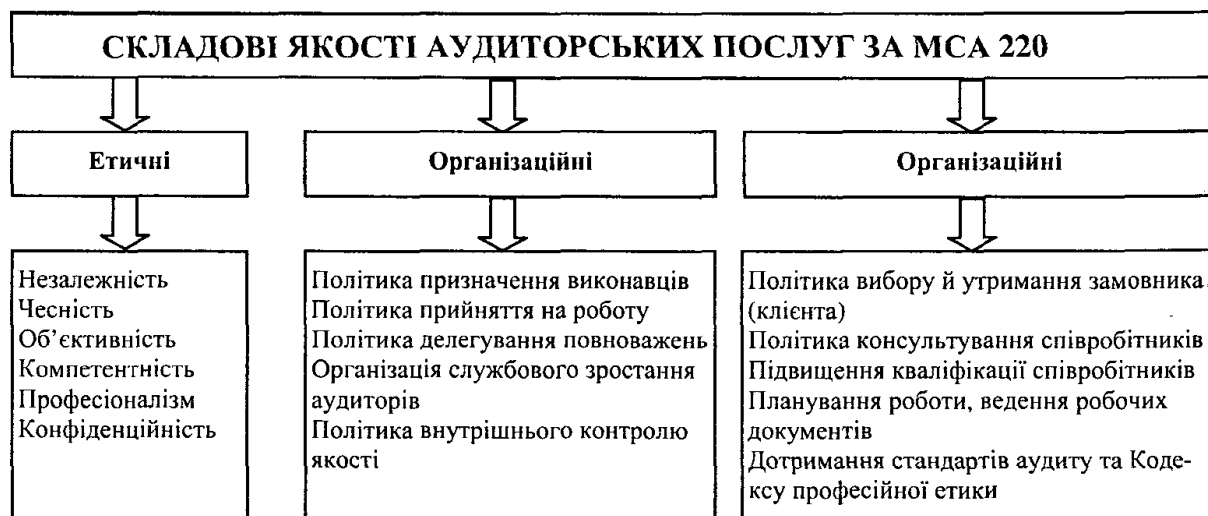 СКЛАДОВІ ЯКОСТІ АУДИТОРСЬКИХ ПОСЛУГ ЗА МСА 220
Етичні
Організаційні
Організаційні
Незалежність
Чесність
Об’єктивність
Компетентність
Професіоналізм
Конфіденційність
Політика призначення виконавців
Політика прийняття на роботу
Політика делегування повноважень
Організація службового зростання
аудиторів
Політика внутрішнього контролю
якості
Політика вибору й утримання замовника
(клієнта)
Політика консультування співробітників
Підвищення кваліфікації співробітників
Планування роботи, ведення робочих
документів
Дотримання стандартів аудиту та Коде-
ксу професійної етики